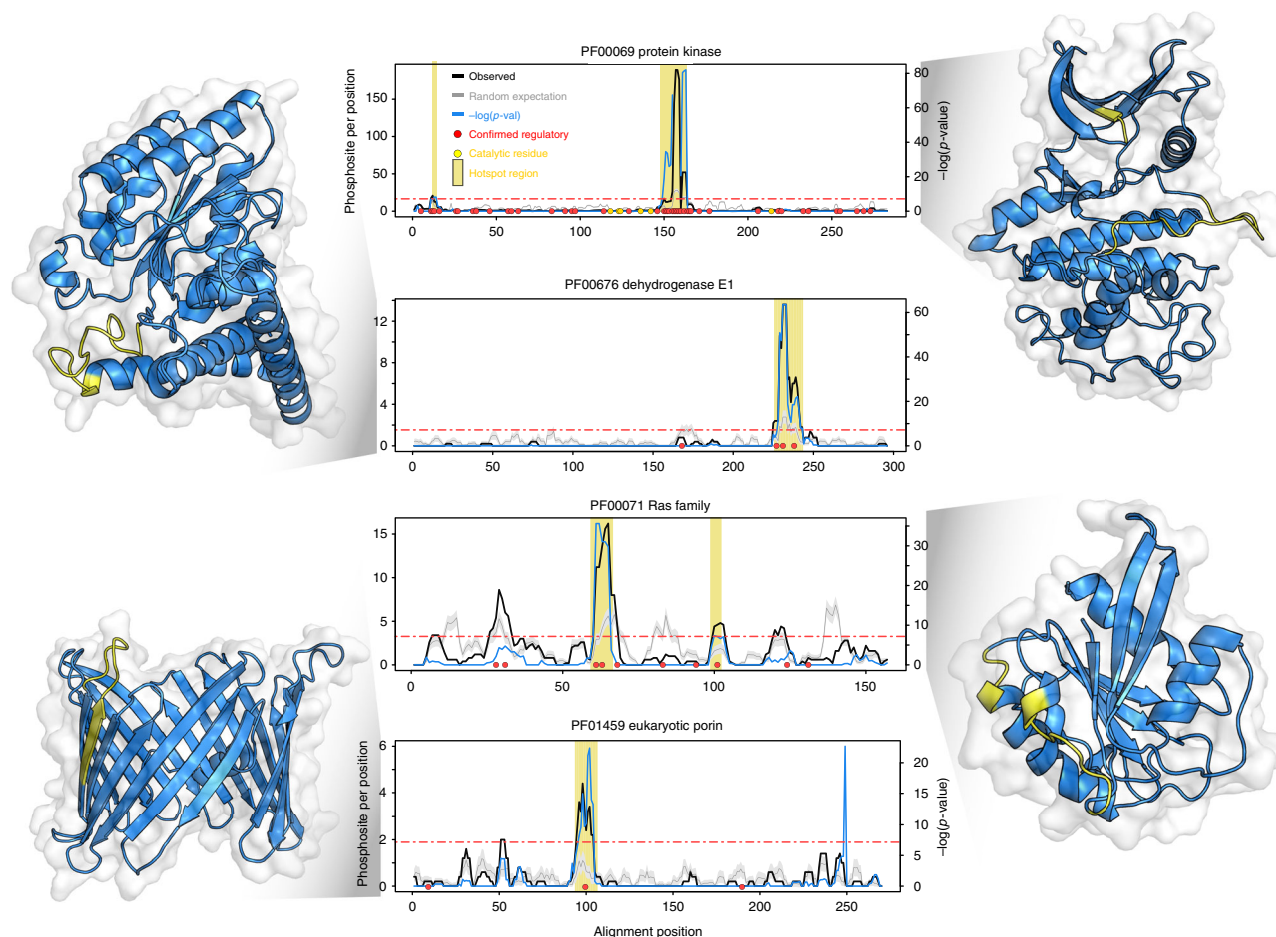 PF00069 protein kinase
Phosphosite per position
150
100
50
0
Observed
Random expectation
–log(p-val)
Confirmed regulatory
Catalytic residue
Hotspot region
80
60
40
20
0
–log(p-value)
0 50 100 150 200 250
PF00676 dehydrogenase E1
12
8
4
0
60
40
20
0
0 50 100 150 200 250 300
PF00071 Ras family
15
10
5
0
30
20
10
0
0 50 100 150
PF01459 eukaryotic porin
Phosphosite per position
6
4
2
0
20
15
10
5
0
–log(p-value)
0 50 100 150 200 250
Alignment position